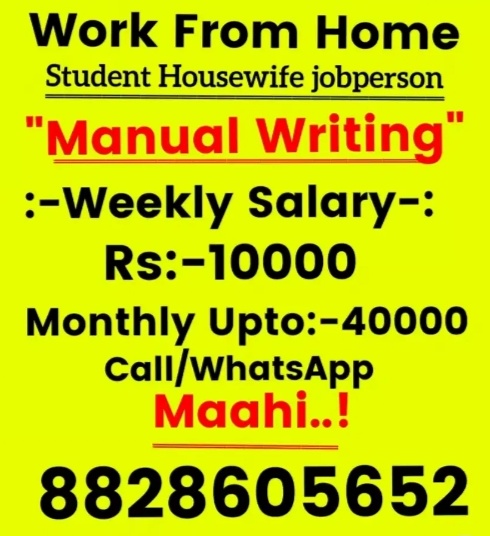 Work From Home
Student Housewife jobperson
"Manual Writing"
:-Weekly Salary-:
Rs:-10000
Monthly Upto:-40000
Call/WhatsApp
Maahi..!
8828605652